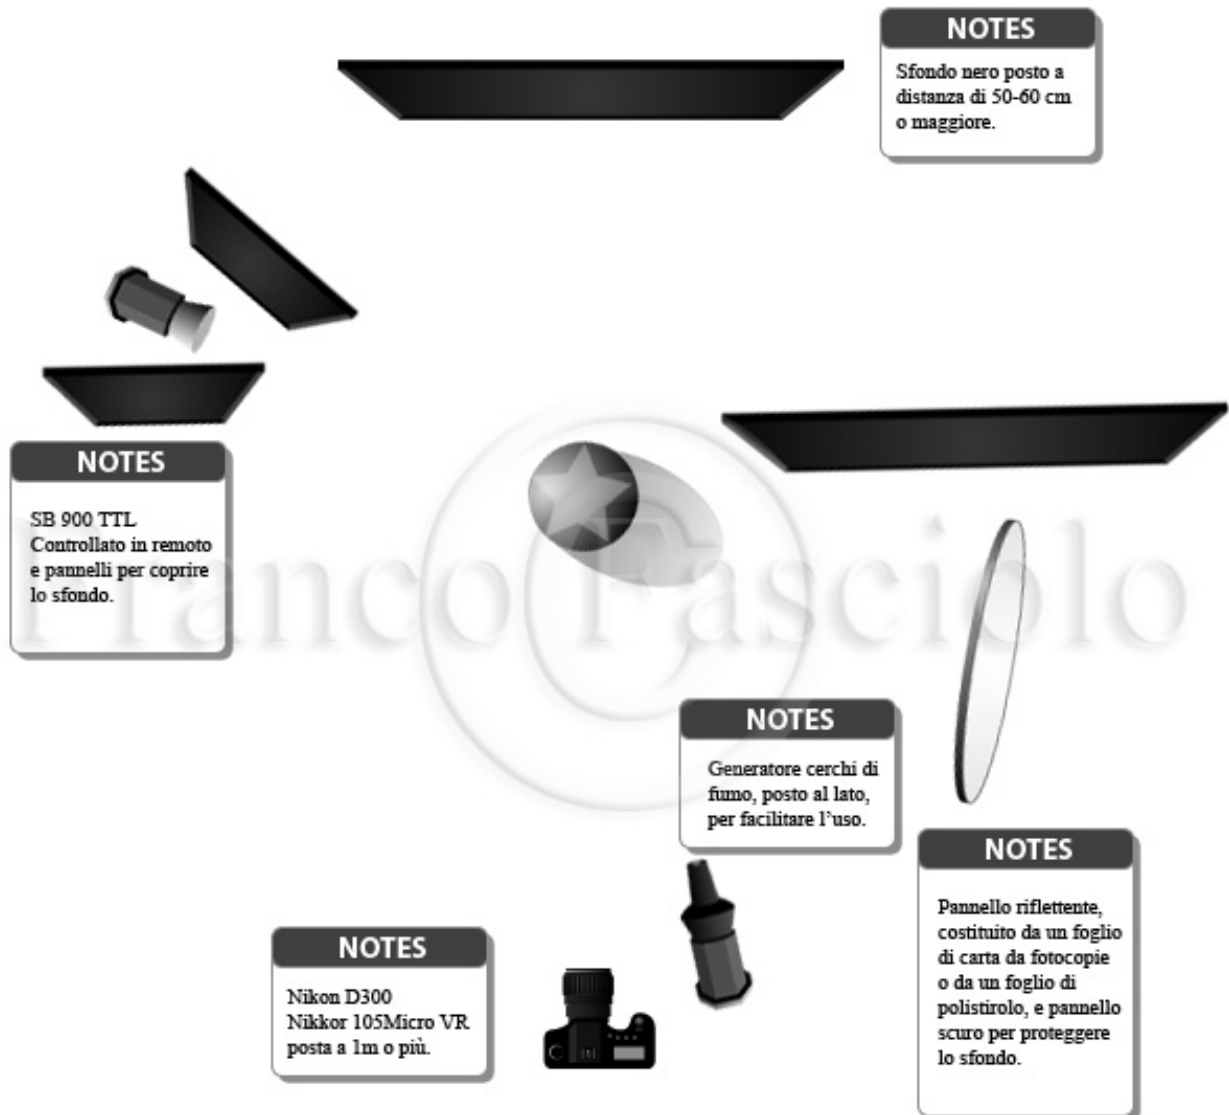 NOTES
Sfondo nero posto a
distanza di 50-60 cm
o maggiore.
NOTES
SB 900 TTL
Controllato in remoto
e pannelli per coprire
lo sfondo.
© Franco Fasciolo
NOTES
Generatore cerchi di
fumo, posto al lato,
per facilitare l'uso.
NOTES
Pannello riflettente,
costituito da un foglio
di carta da fotocopie
o da un foglio di
polistirolo, e pannello
scuro per proteggere
lo sfondo.
NOTES
Nikon D300
Nikkor 105Micro VR
posta a 1m o più.